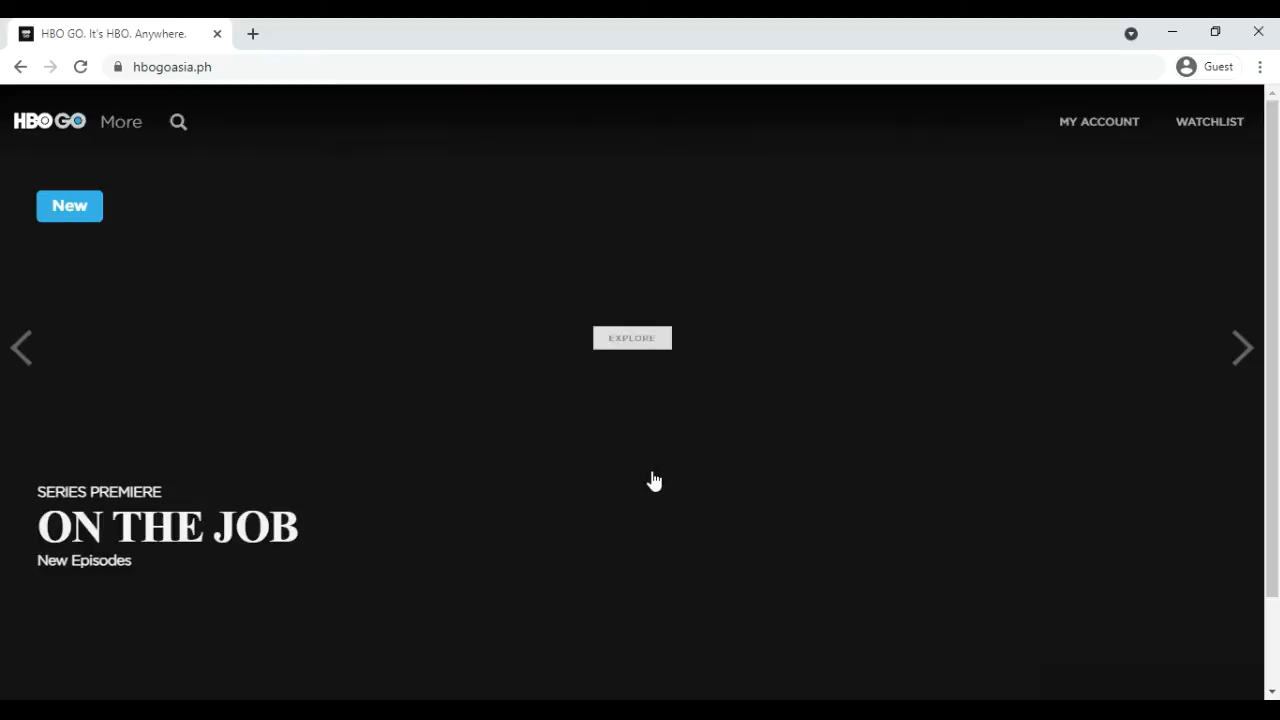 HBO GO. It's HBO. Anywhere.
hbogoasia.ph
Guest
HBO GO More
MY ACCOUNT WATCHLIST
New
EXPLORE
SERIES PREMIERE
ON THE JOB
New Episodes